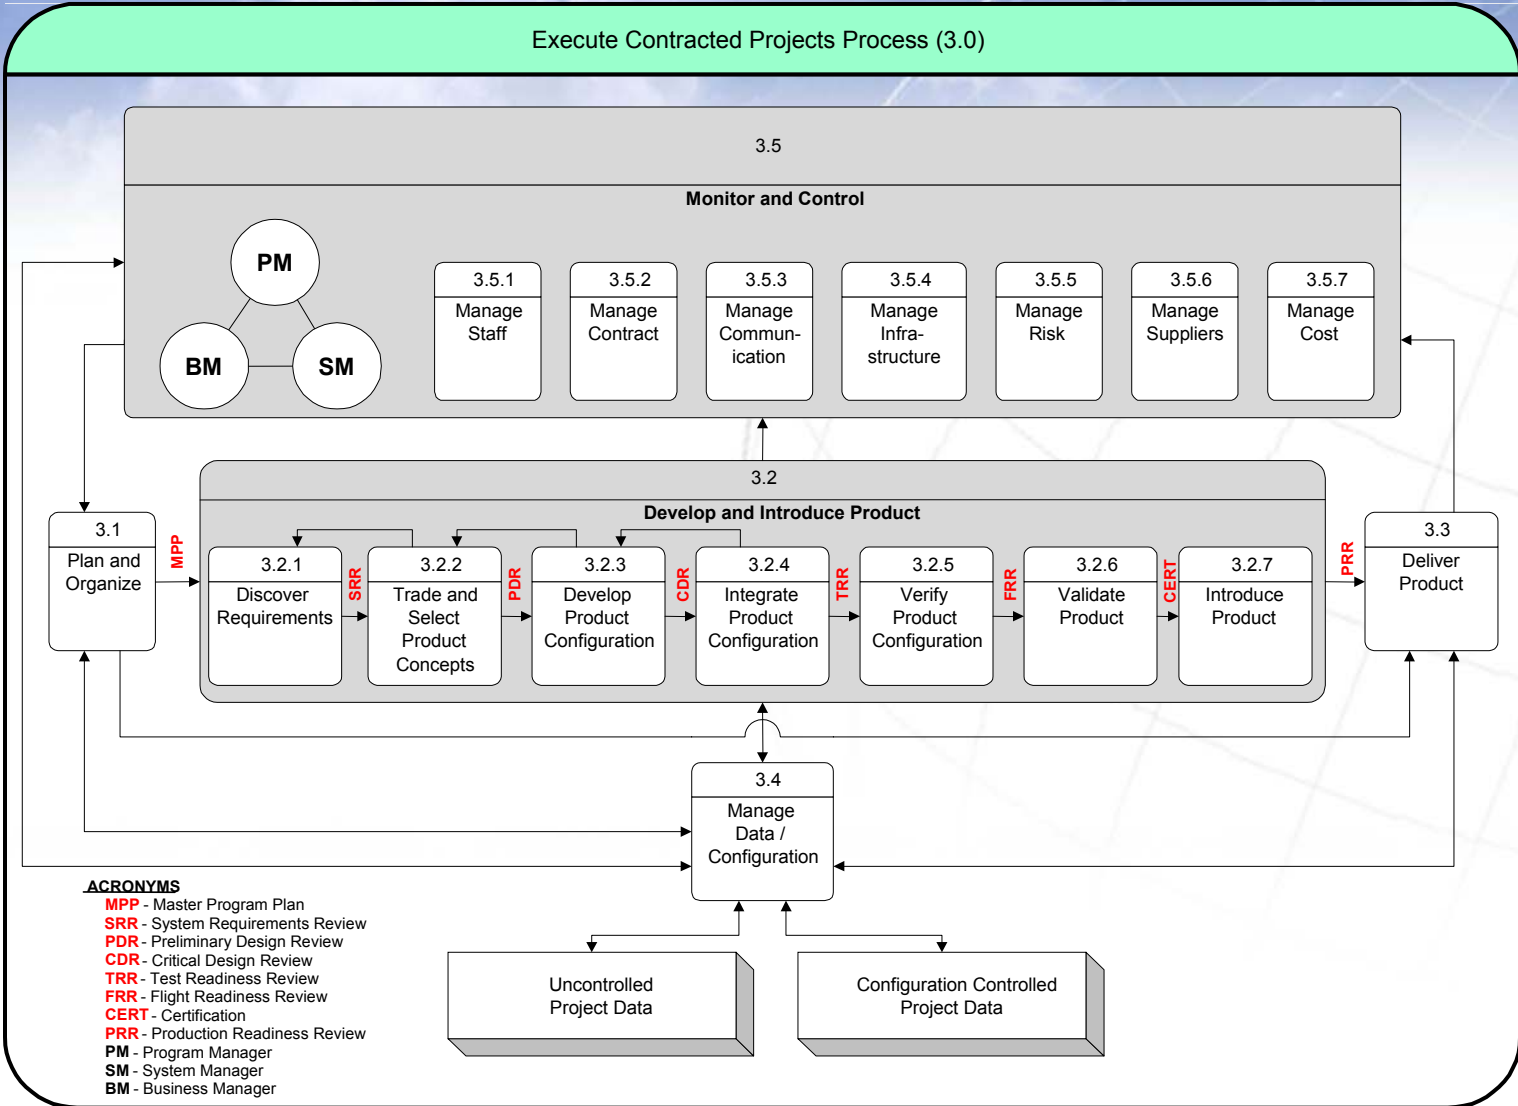 Execute Contracted Projects Process (3.0)
3.5
Monitor and Control
PM
BM
SM
3.5.1
Manage
Staff
3.5.2
Manage
Contract
3.5.3
Manage
Commun-
ication
3.5.4
Manage
Infra-
structure
3.5.5
Manage
Risk
3.5.6
Manage
Suppliers
3.5.7
Manage
Cost
3.1
Plan and
Organize
MPP
3.2
Develop and Introduce Product
3.2.1
Discover
Requirements
SRR
3.2.2
Trade and
Select
Product
Concepts
PDR
3.2.3
Develop
Product
Configuration
CDR
3.2.4
Integrate
Product
Configuration
TRR
3.2.5
Verify
Product
Configuration
FRR
3.2.6
Validate
Product
CERT
3.2.7
Introduce
Product
PRR
3.3
Deliver
Product
3.4
Manage
Data /
Configuration
Uncontrolled
Project Data
Configuration Controlled
Project Data
ACRONYMS
MPP - Master Program Plan
SRR - System Requirements Review
PDR - Preliminary Design Review
CDR - Critical Design Review
TRR - Test Readiness Review
FRR - Flight Readiness Review
CERT - Certification
PRR - Production Readiness Review
PM - Program Manager
SM - System Manager
BM - Business Manager